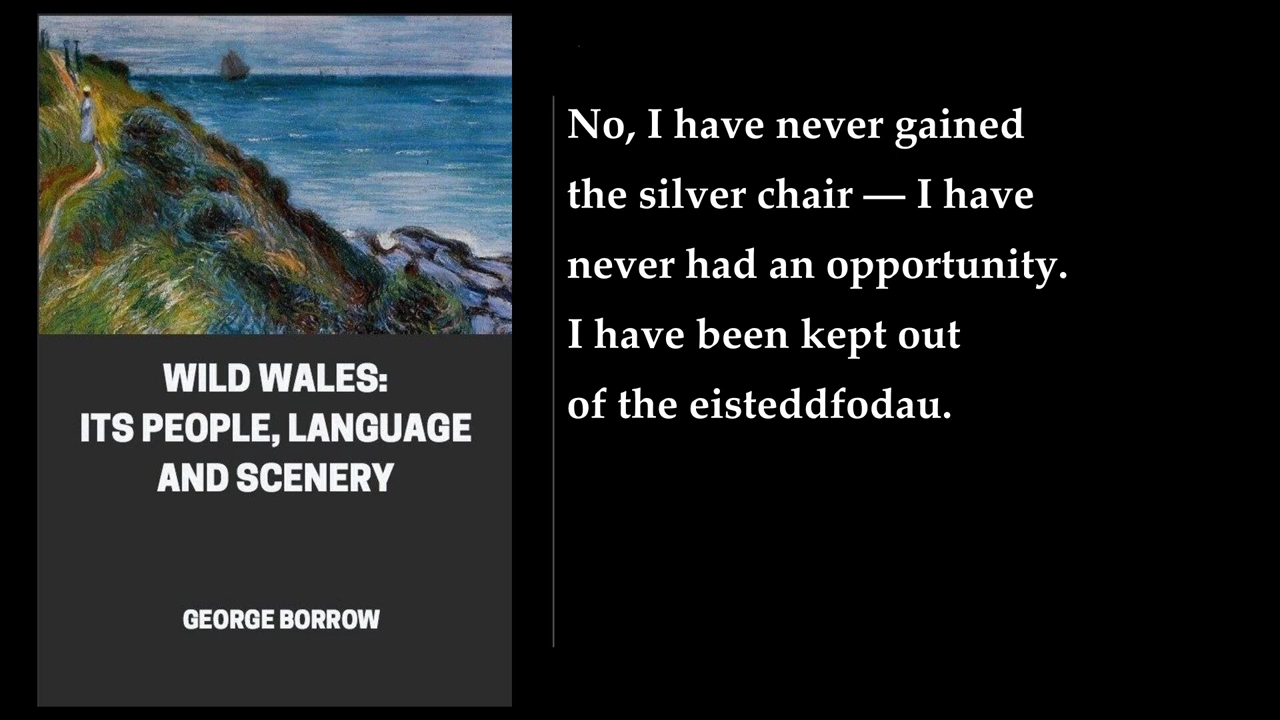 WILD WALES:
ITS PEOPLE, LANGUAGE
AND SCENERY
GEORGE BORROW
No, I have never gained
the silver chair — I have
never had an opportunity.
I have been kept out
of the eisteddfodau.